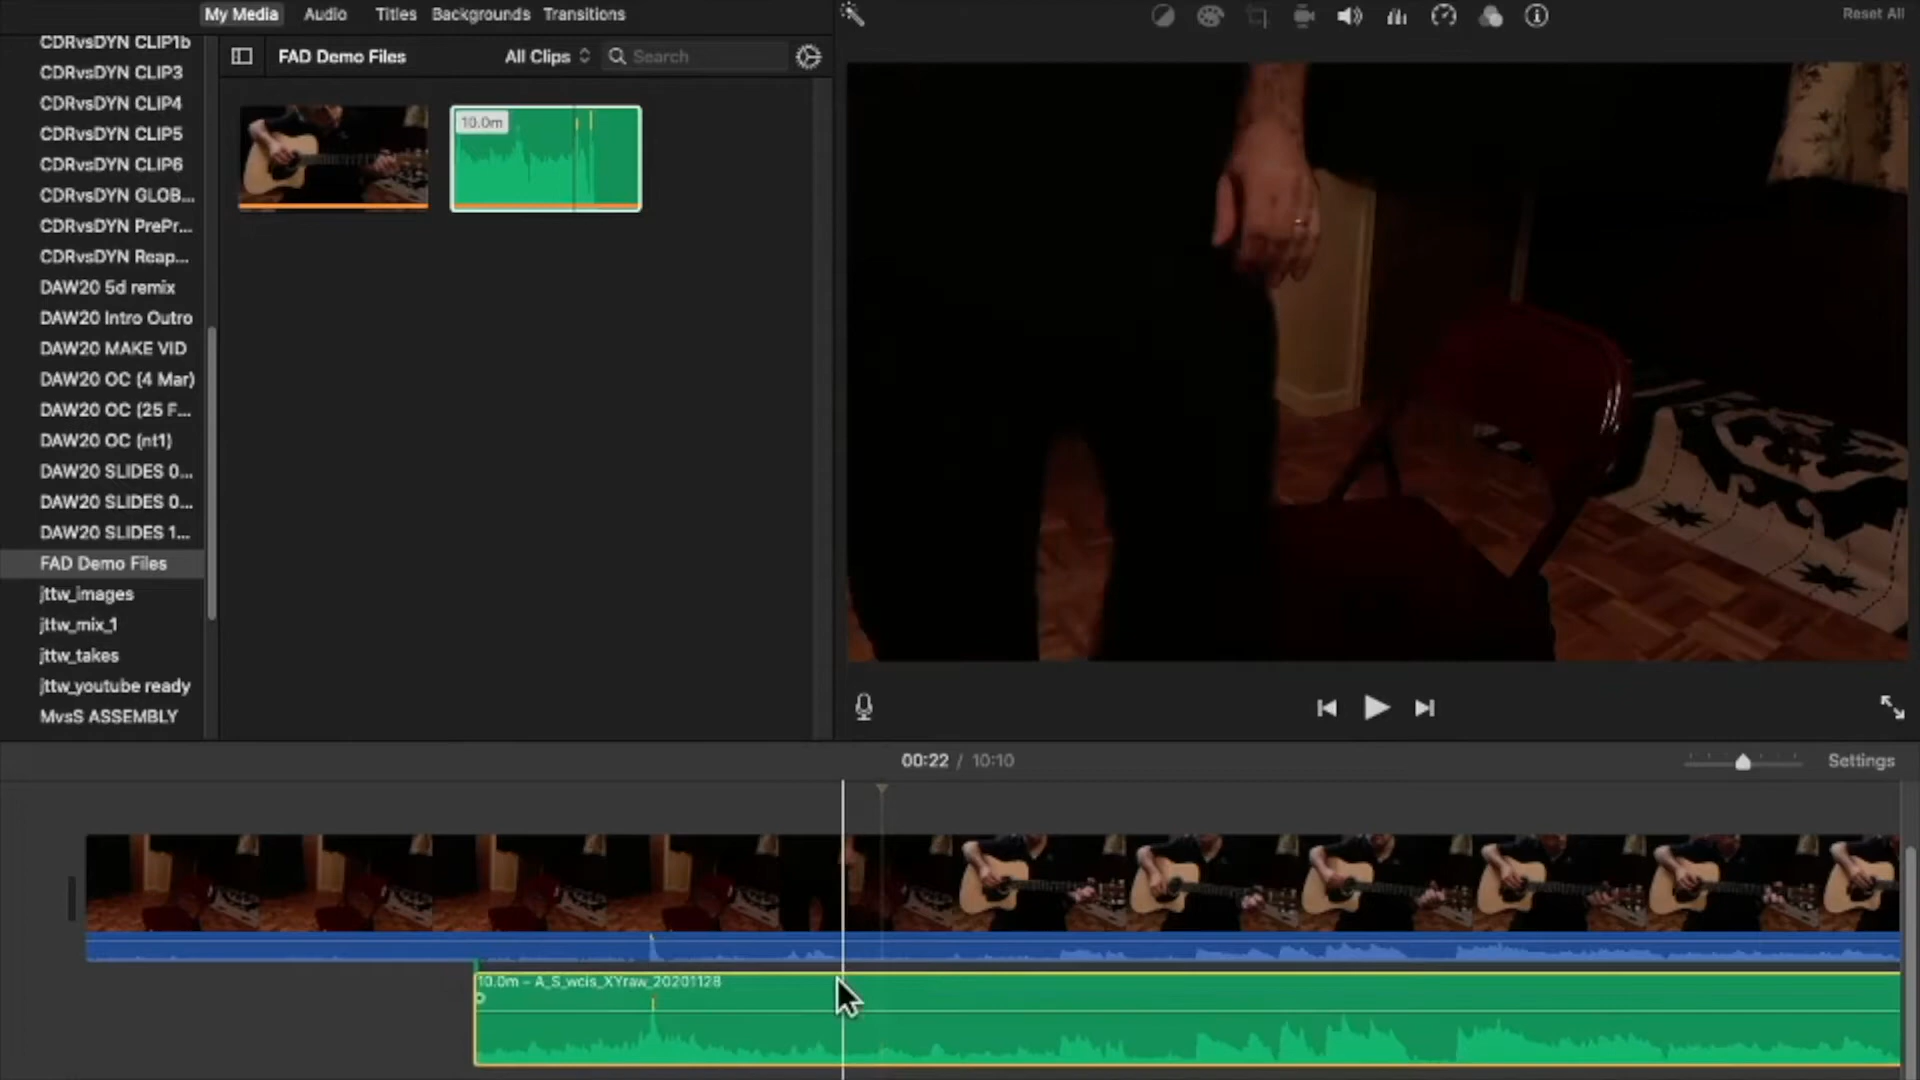 My Media Audio Titles Backgrounds Transitions
Reset All
FAD Demo Files All Clips Search
10.0m
CDRvsDYN CLIP1b
CDRvsDYN CLIP3
CDRvsDYN CLIP4
CDRvsDYN CLIP5
CDRvsDYN CLIP6
CDRvsDYN GLOB...
CDRvsDYN PrePr...
CDRvsDYN Reap...
DAW20 5d remix
DAW20 Intro Outro
DAW20 MAKE VID
DAW20 OC (4 Mar)
DAW20 OC (25 F...
DAW20 OC (nt1)
DAW20 SLIDES 0...
DAW20 SLIDES 0...
DAW20 SLIDES 1...
FAD Demo Files
jttw_images
jttw_mix_1
jttw_takes
jttw_youtube ready
MvsS ASSEMBLY
00:22 / 10:10
Settings
10.0m – A_S_wcis_XYraw_20201128